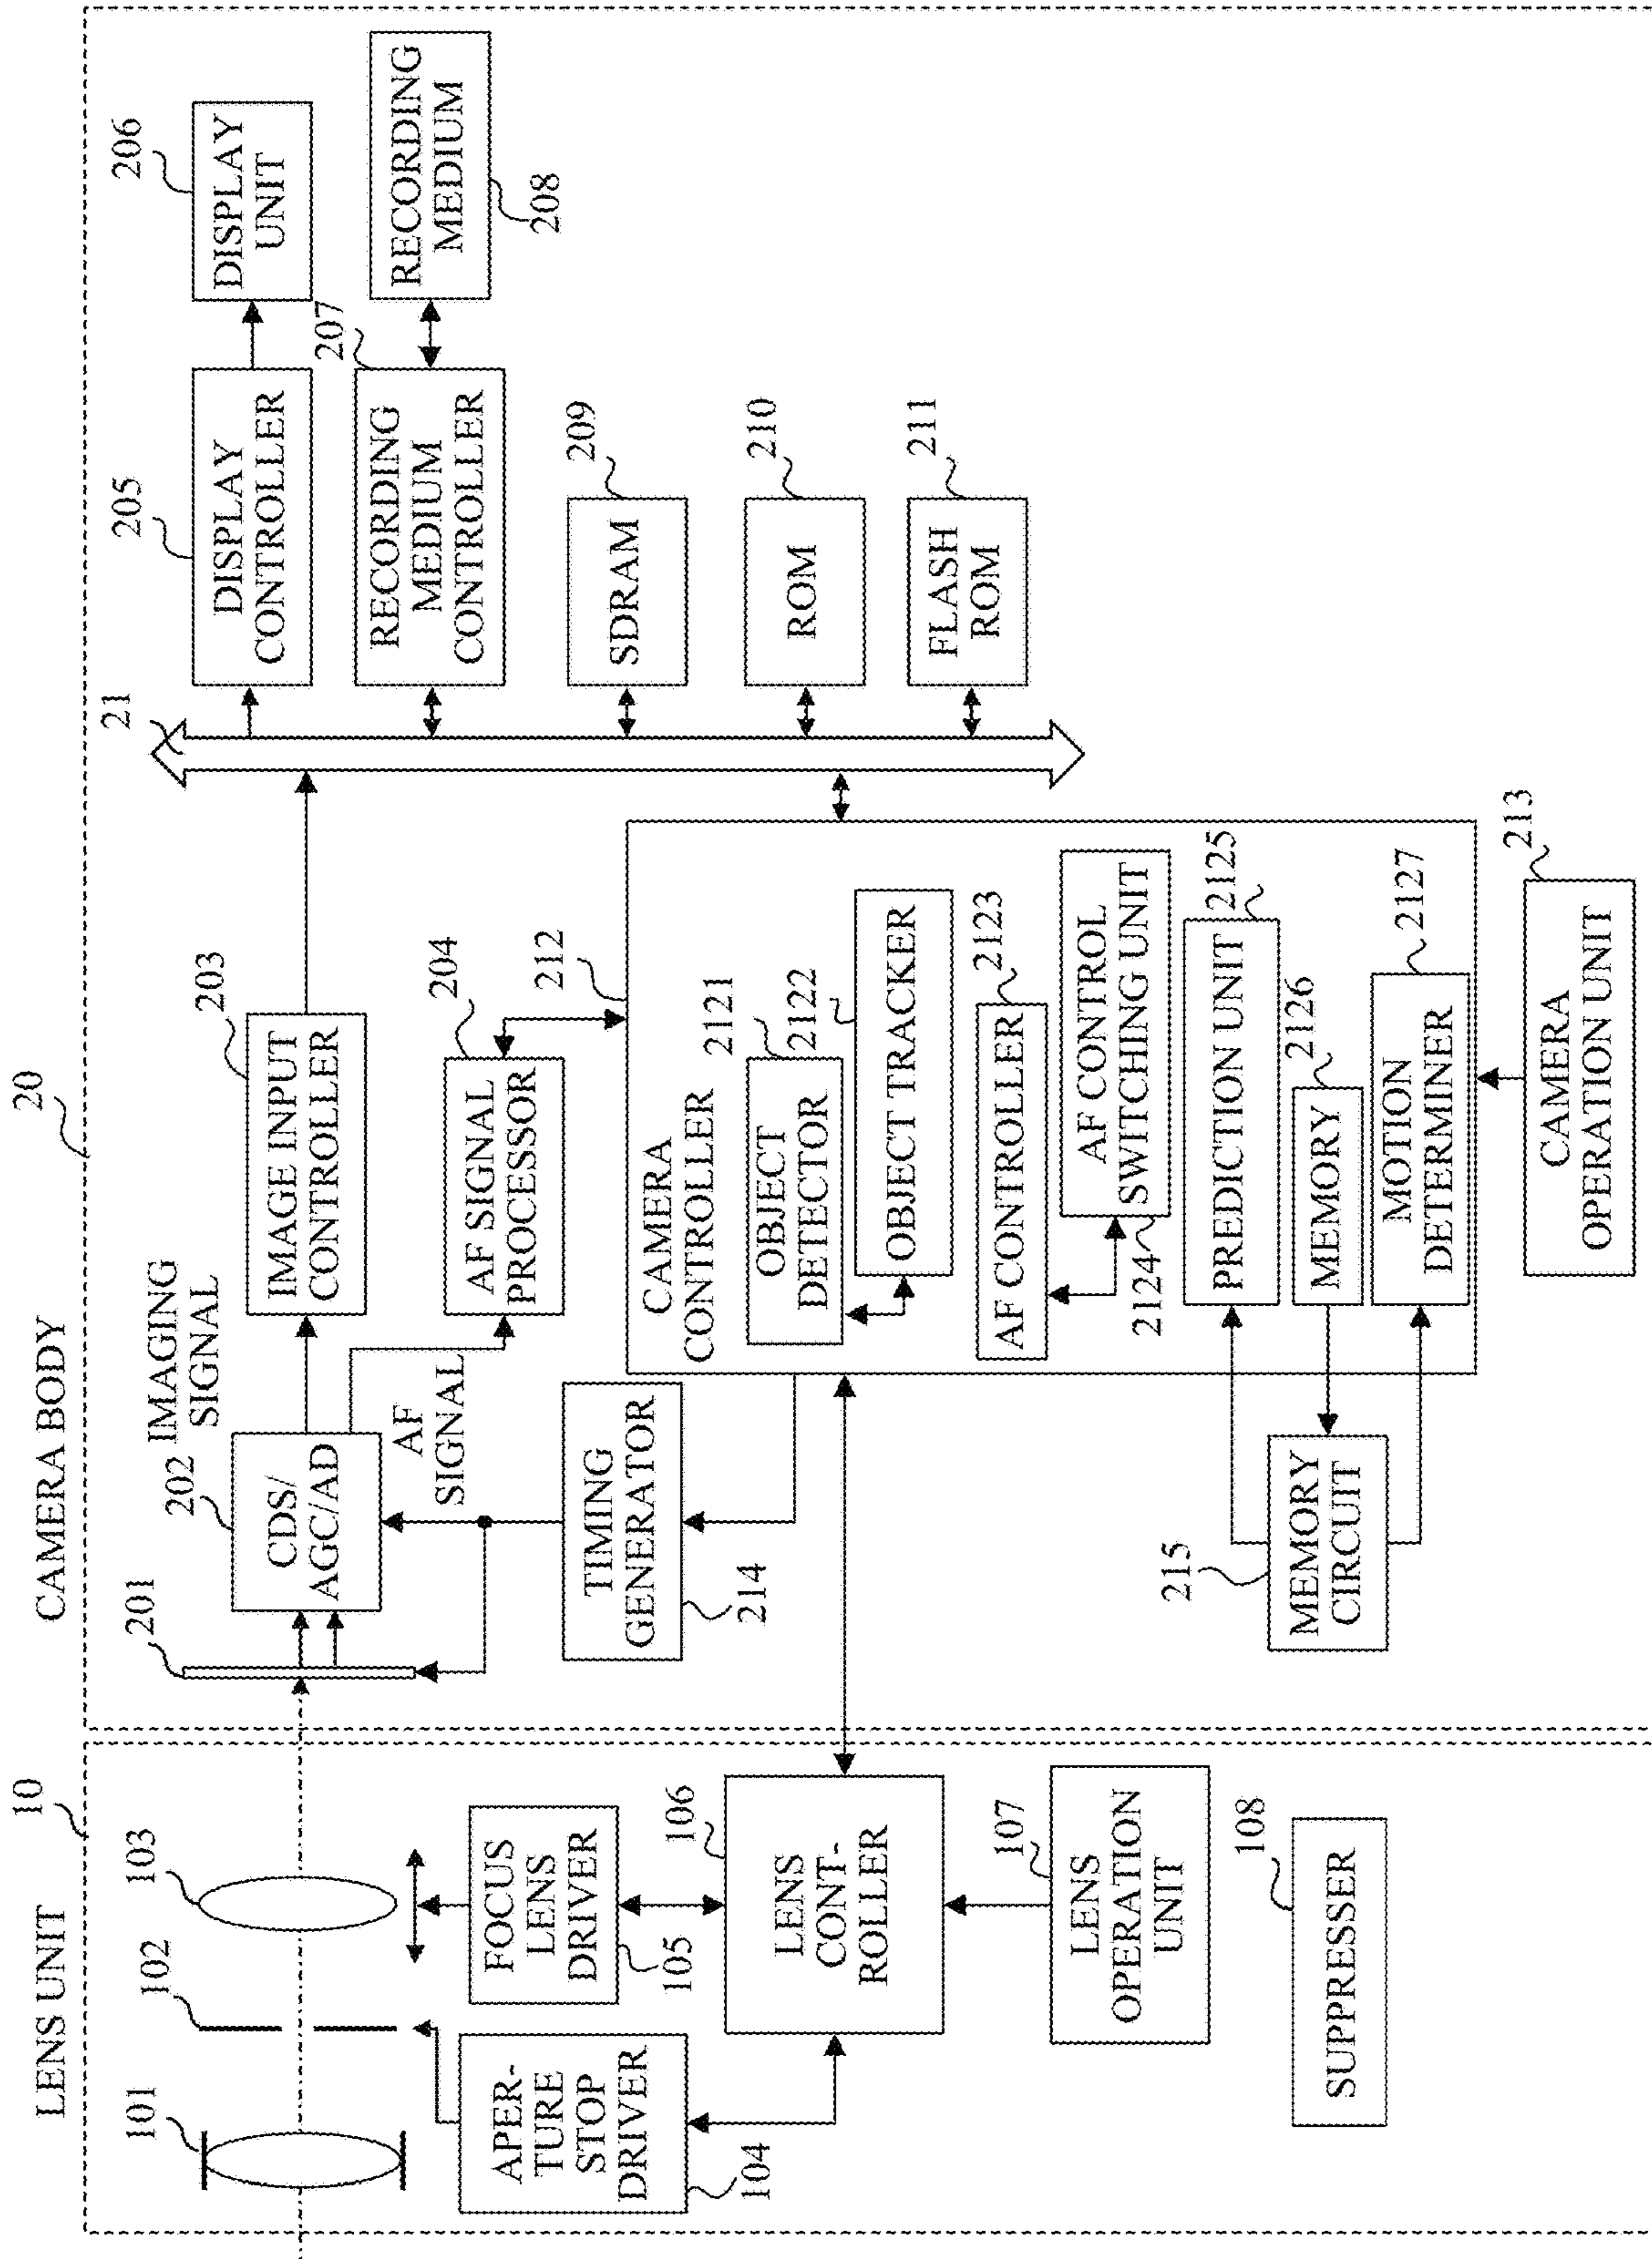 LENS UNIT
10
101
102
103
APER-
TURE
STOP
DRIVER
104
FOCUS
LENS
DRIVER
105
LENS
CONT-
ROLLER
106
LENS
OPERATION
UNIT
107
SUPPRESSER
108
CAMERA BODY
20
201
202
CDS/
AGC/AD
IMAGING
SIGNAL
AF
SIGNAL
203
IMAGE INPUT
CONTROLLER
204
AF SIGNAL
PROCESSOR
TIMING
GENERATOR
214
212
CAMERA
CONTROLLER
2121
OBJECT
DETECTOR
2122
OBJECT TRACKER
2123
AF CONTROLLER
AF CONTROL
SWITCHING UNIT
2124
2125
PREDICTION UNIT
2126
MEMORY
2127
MOTION
DETERMINER
215
MEMORY
CIRCUIT
213
CAMERA
OPERATION UNIT
21
205
DISPLAY
CONTROLLER
206
DISPLAY
UNIT
207
RECORDING
MEDIUM
CONTROLLER
RECORDING
MEDIUM
208
209
SDRAM
210
ROM
211
FLASH
ROM